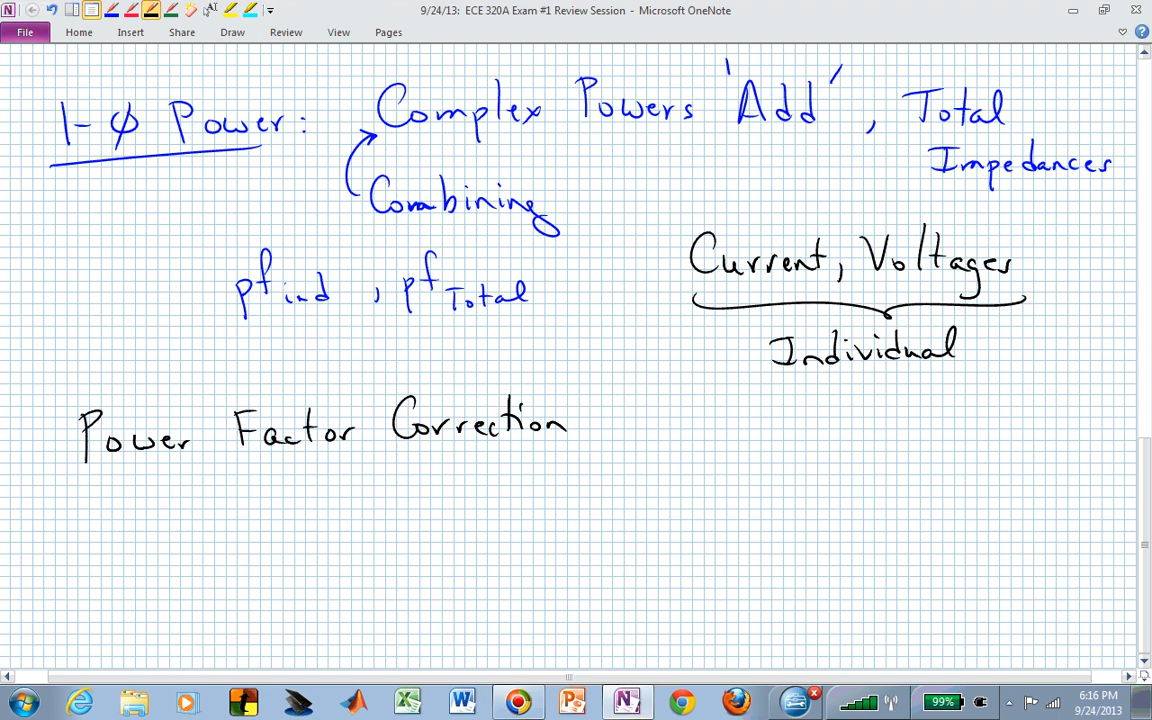 9/24/13: ECE 320A Exam #1 Review Session - Microsoft OneNote
File Home Insert Share Draw Review View Pages
1-ϕ Power: Complex Powers 'Add', Total
Impedances
Combining
Current, Voltages
pf ind , pf Total
Individual
Power Factor Correction
99%
6:16 PM
9/24/2013